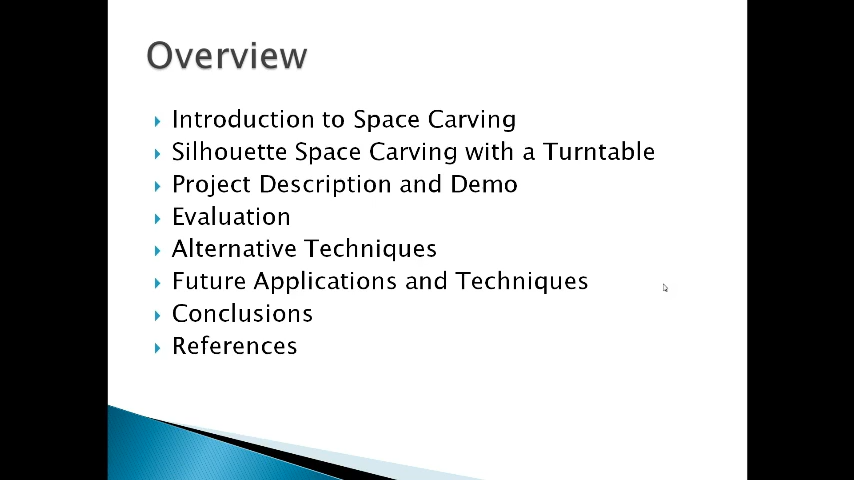 Overview
Introduction to Space Carving
Silhouette Space Carving with a Turntable
Project Description and Demo
Evaluation
Alternative Techniques
Future Applications and Techniques
Conclusions
References